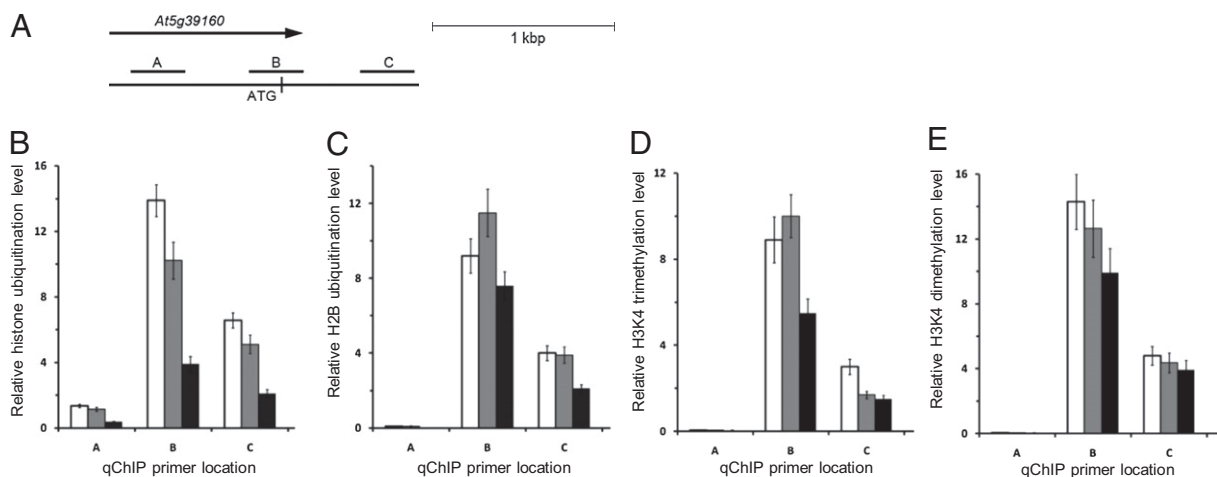 A
At5g39160
1 kbp
A B C
ATG
B
Relative histone ubiquitination level
16
12
8
4
0
A B C
qChIP primer location
C
Relative H2B ubiquitination level
12
8
4
0
A B C
qChIP primer location
D
Relative H3K4 trimethylation level
12
8
4
0
A B C
qChIP primer location
E
Relative H3K4 dimethylation level
16
12
8
4
0
A B C
qChIP primer location